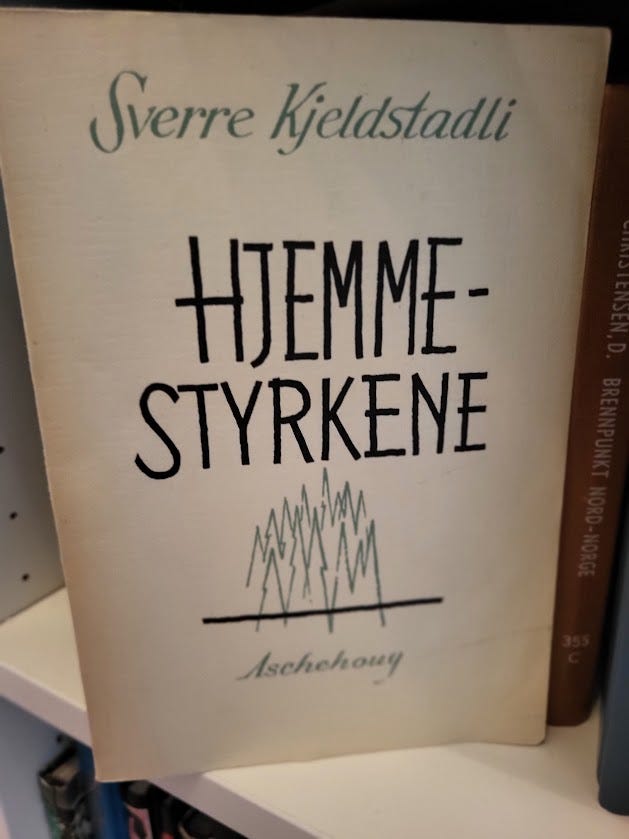 Sverre Kjeldstadli
HJEMME-
STYRKENE
Aschehoug
CHRISTENSEN, D. BRENNPUNKT NORD-NORGE
355
C